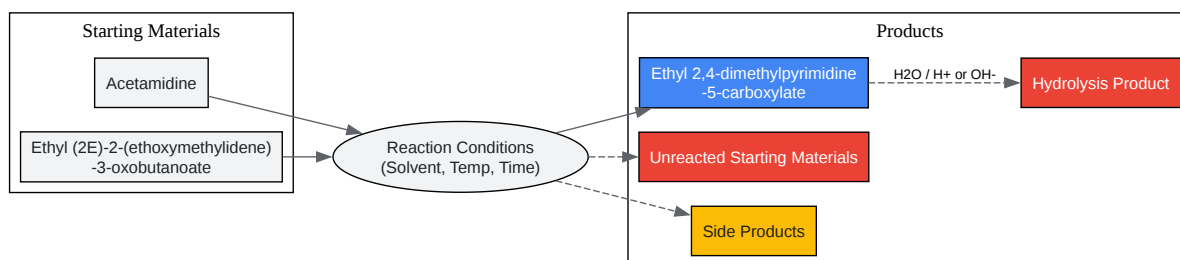 Starting Materials
Acetamidine
Ethyl (2E)-2-(ethoxymethylidene)
-3-oxobutanoate
Reaction Conditions
(Solvent, Temp, Time)
Products
Ethyl 2,4-dimethylpyrimidine
-5-carboxylate
H2O / H+ or OH-
Hydrolysis Product
Unreacted Starting Materials
Side Products